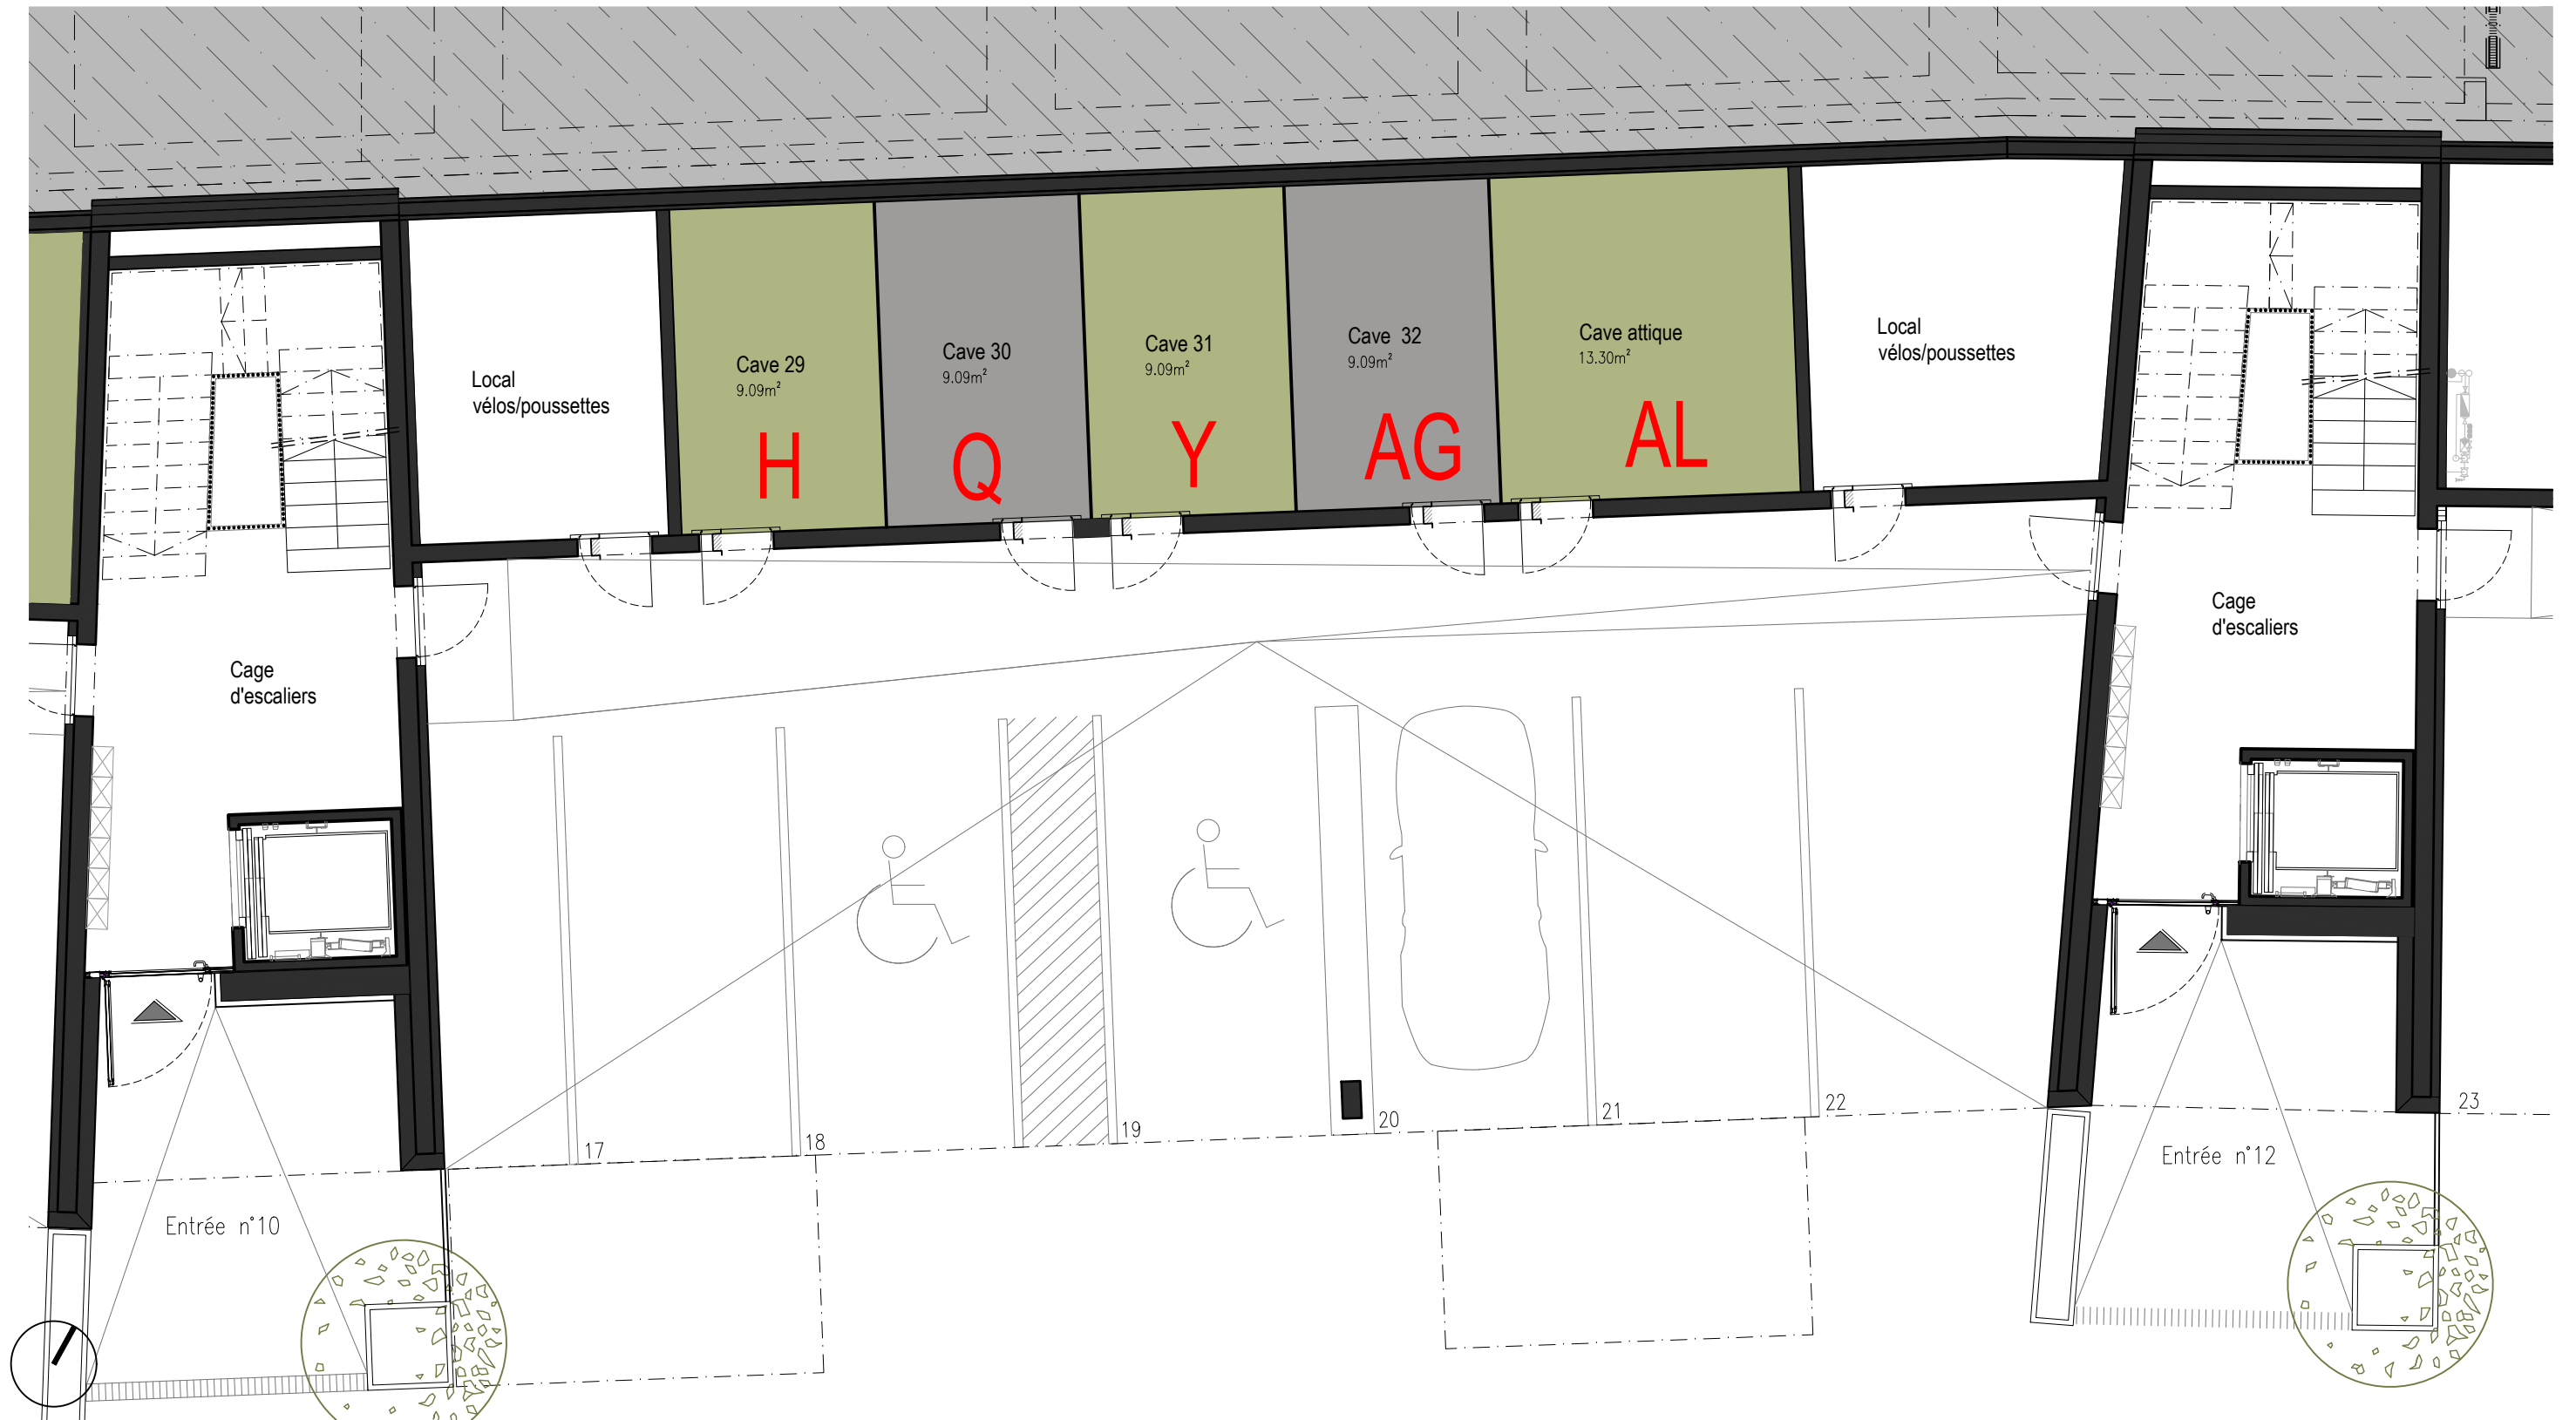 Cave 29
9.09m²
H
Cave 30
9.09m²
Q
Cave 31
9.09m²
Y
Cave 32
9.09m²
AG
Cave attique
13.30m²
AL
Local
vélos/poussettes
Local
vélos/poussettes
Cage
d'escaliers
Cage
d'escaliers
17
18
19
20
21
22
23
Entrée n°10
Entrée n°12